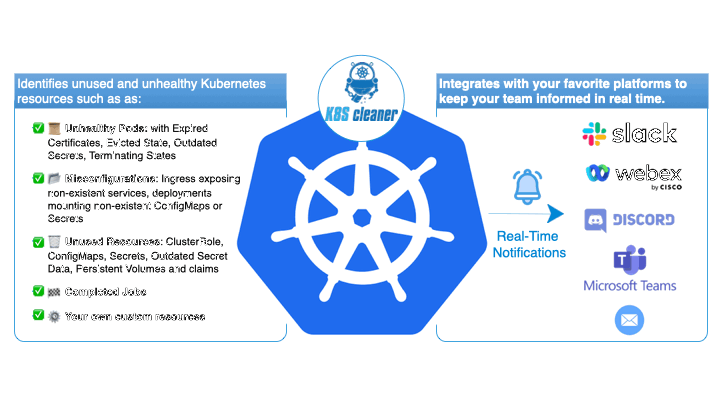 Identifies unused and unhealthy Kubernetes
resources such as as:
Unhealthy Pods: with Expired
Certificates, Evicted State, Outdated
Secrets, Terminating States
Misconfigurations: Ingress exposing
non-existent services, deployments
mounting non-existent ConfigMaps or
Secrets
Unused Resources: ClusterRole,
ConfigMaps, Secrets, Outdated Secret
Data, Persistent Volumes and claims
Completed Jobs
Your own custom resources
K8S cleaner
Real-Time
Notifications
Integrates with your favorite platforms to
keep your team informed in real time.
slack
webex
by CISCO
DISCORD
Microsoft Teams